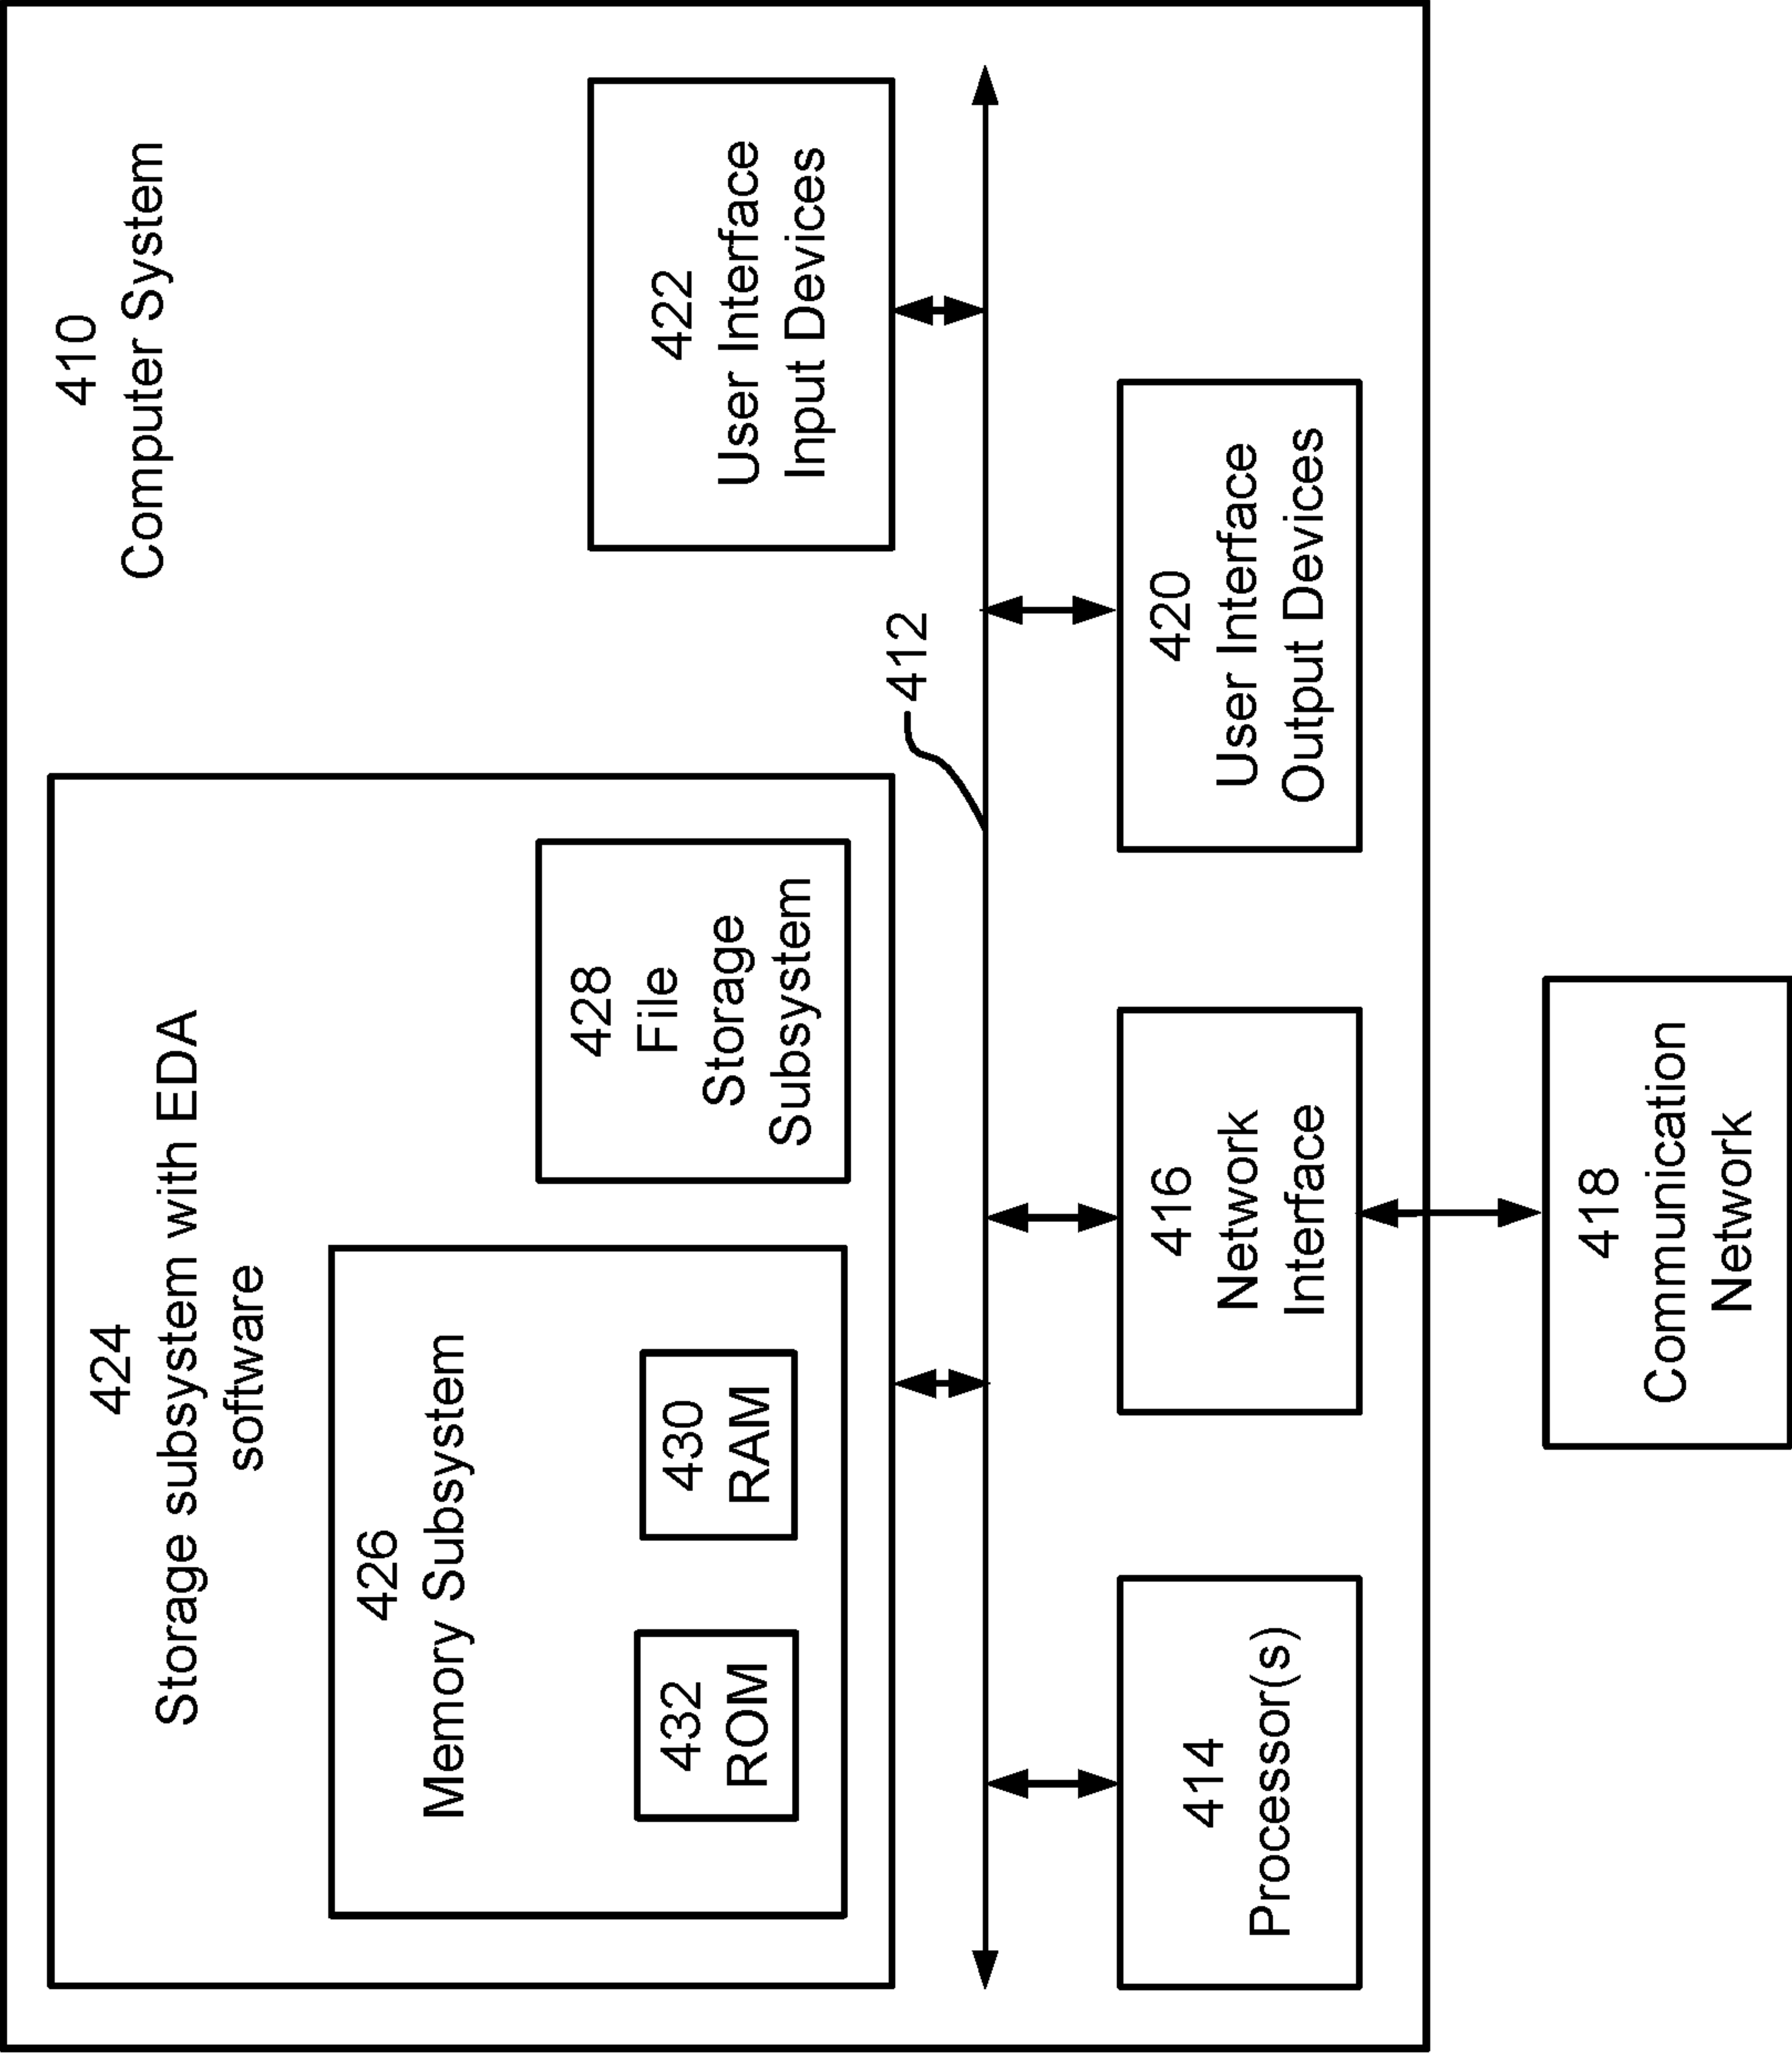 410
Computer System
424
Storage subsystem with EDA
software
426
Memory Subsystem
432
ROM
430
RAM
428
File
Storage
Subsystem
422
User Interface
Input Devices
412
414
Processor(s)
416
Network
Interface
420
User Interface
Output Devices
418
Communication
Network